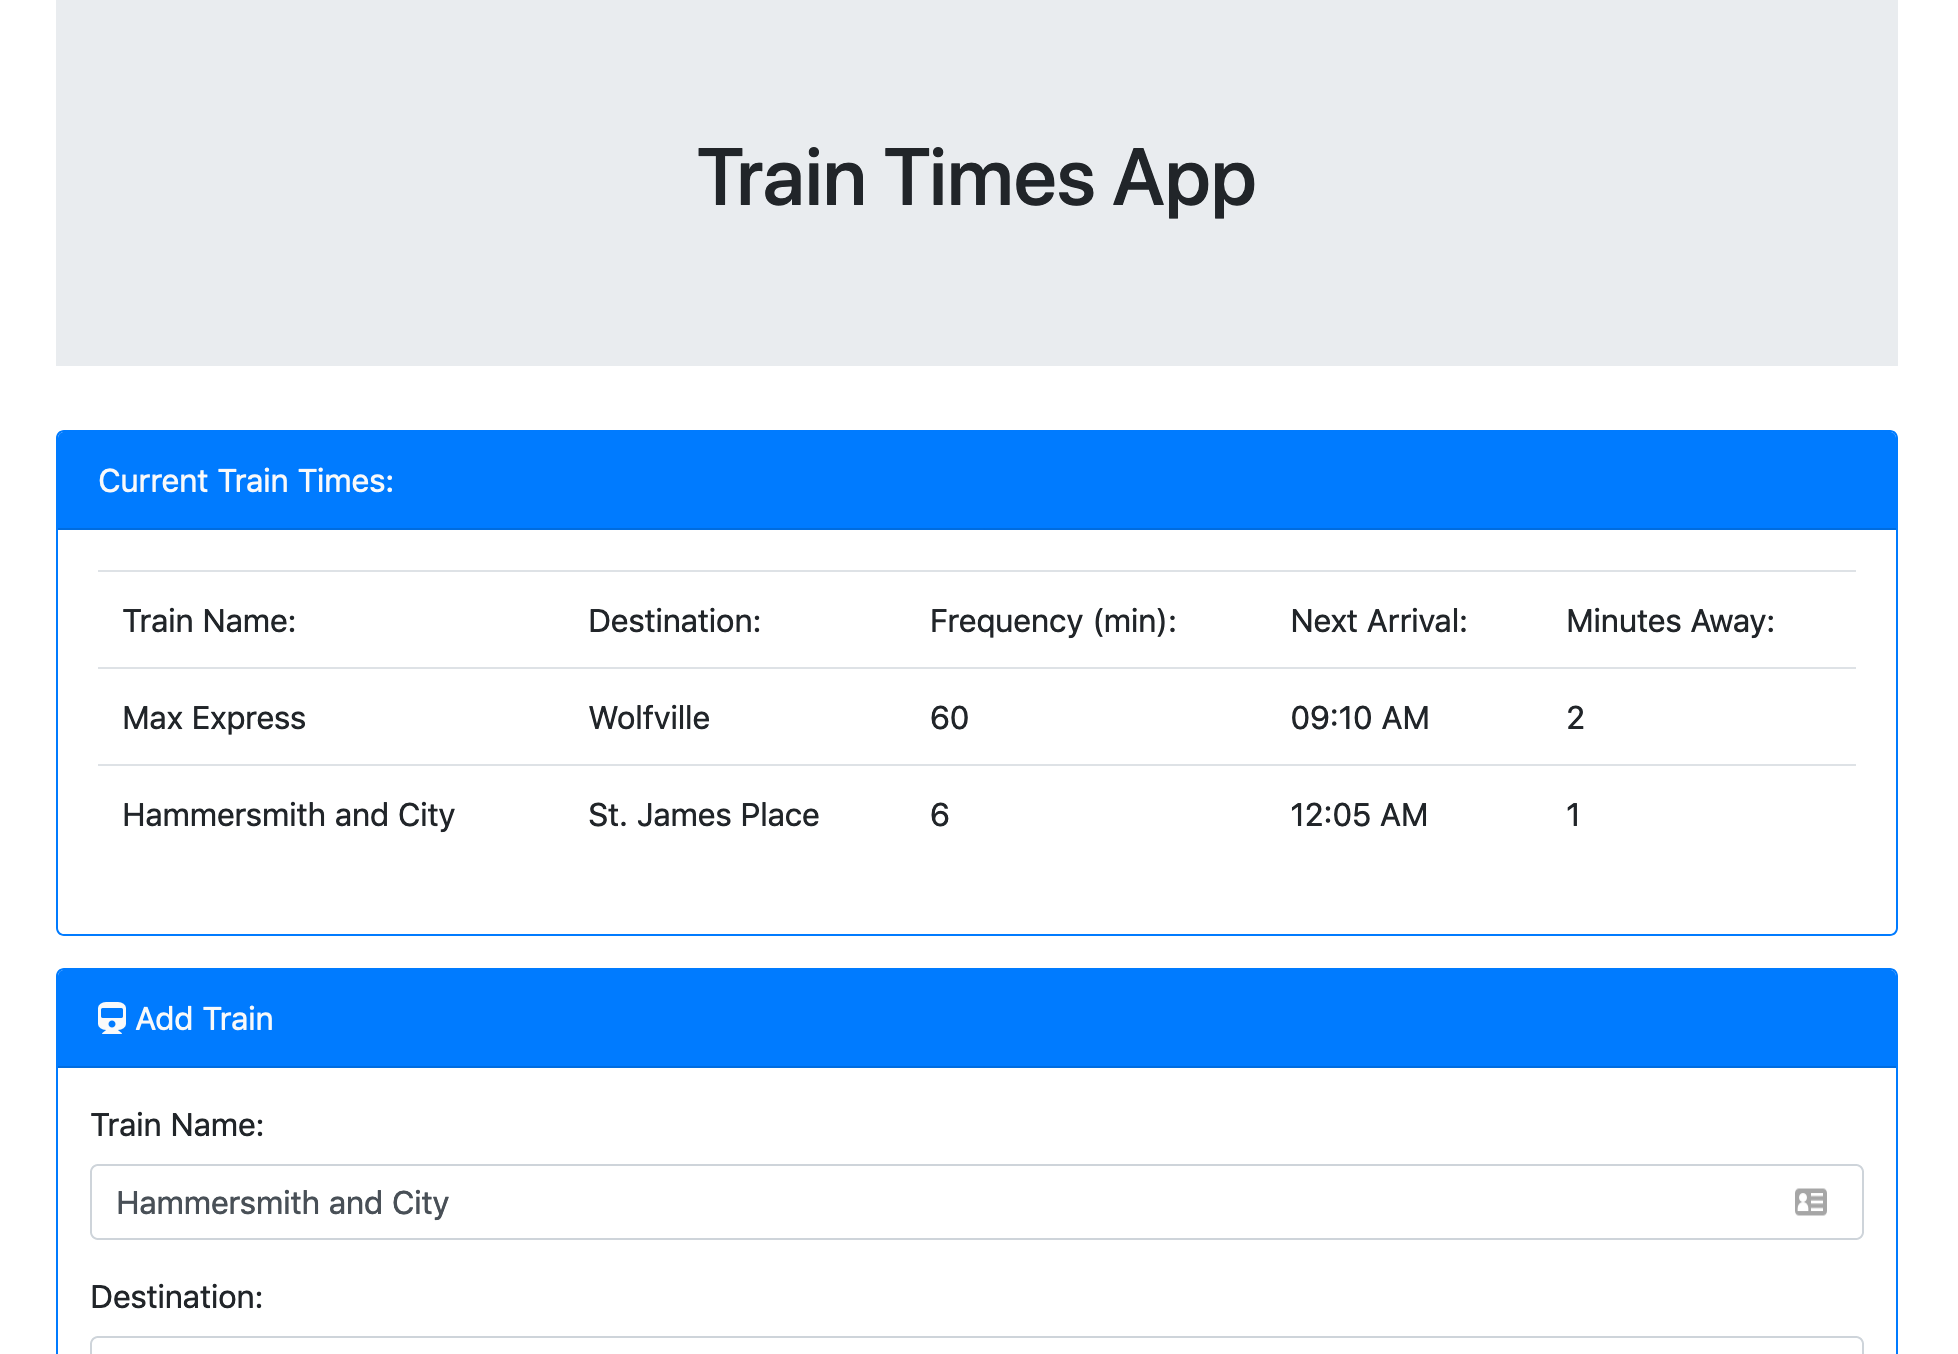 Train Times App
Current Train Times:
Train Name: Destination: Frequency (min): Next Arrival: Minutes Away:
Max Express Wolfville 60 09:10 AM 2
Hammersmith and City St. James Place 6 12:05 AM 1
Add Train
Train Name:
Hammersmith and City
Destination: